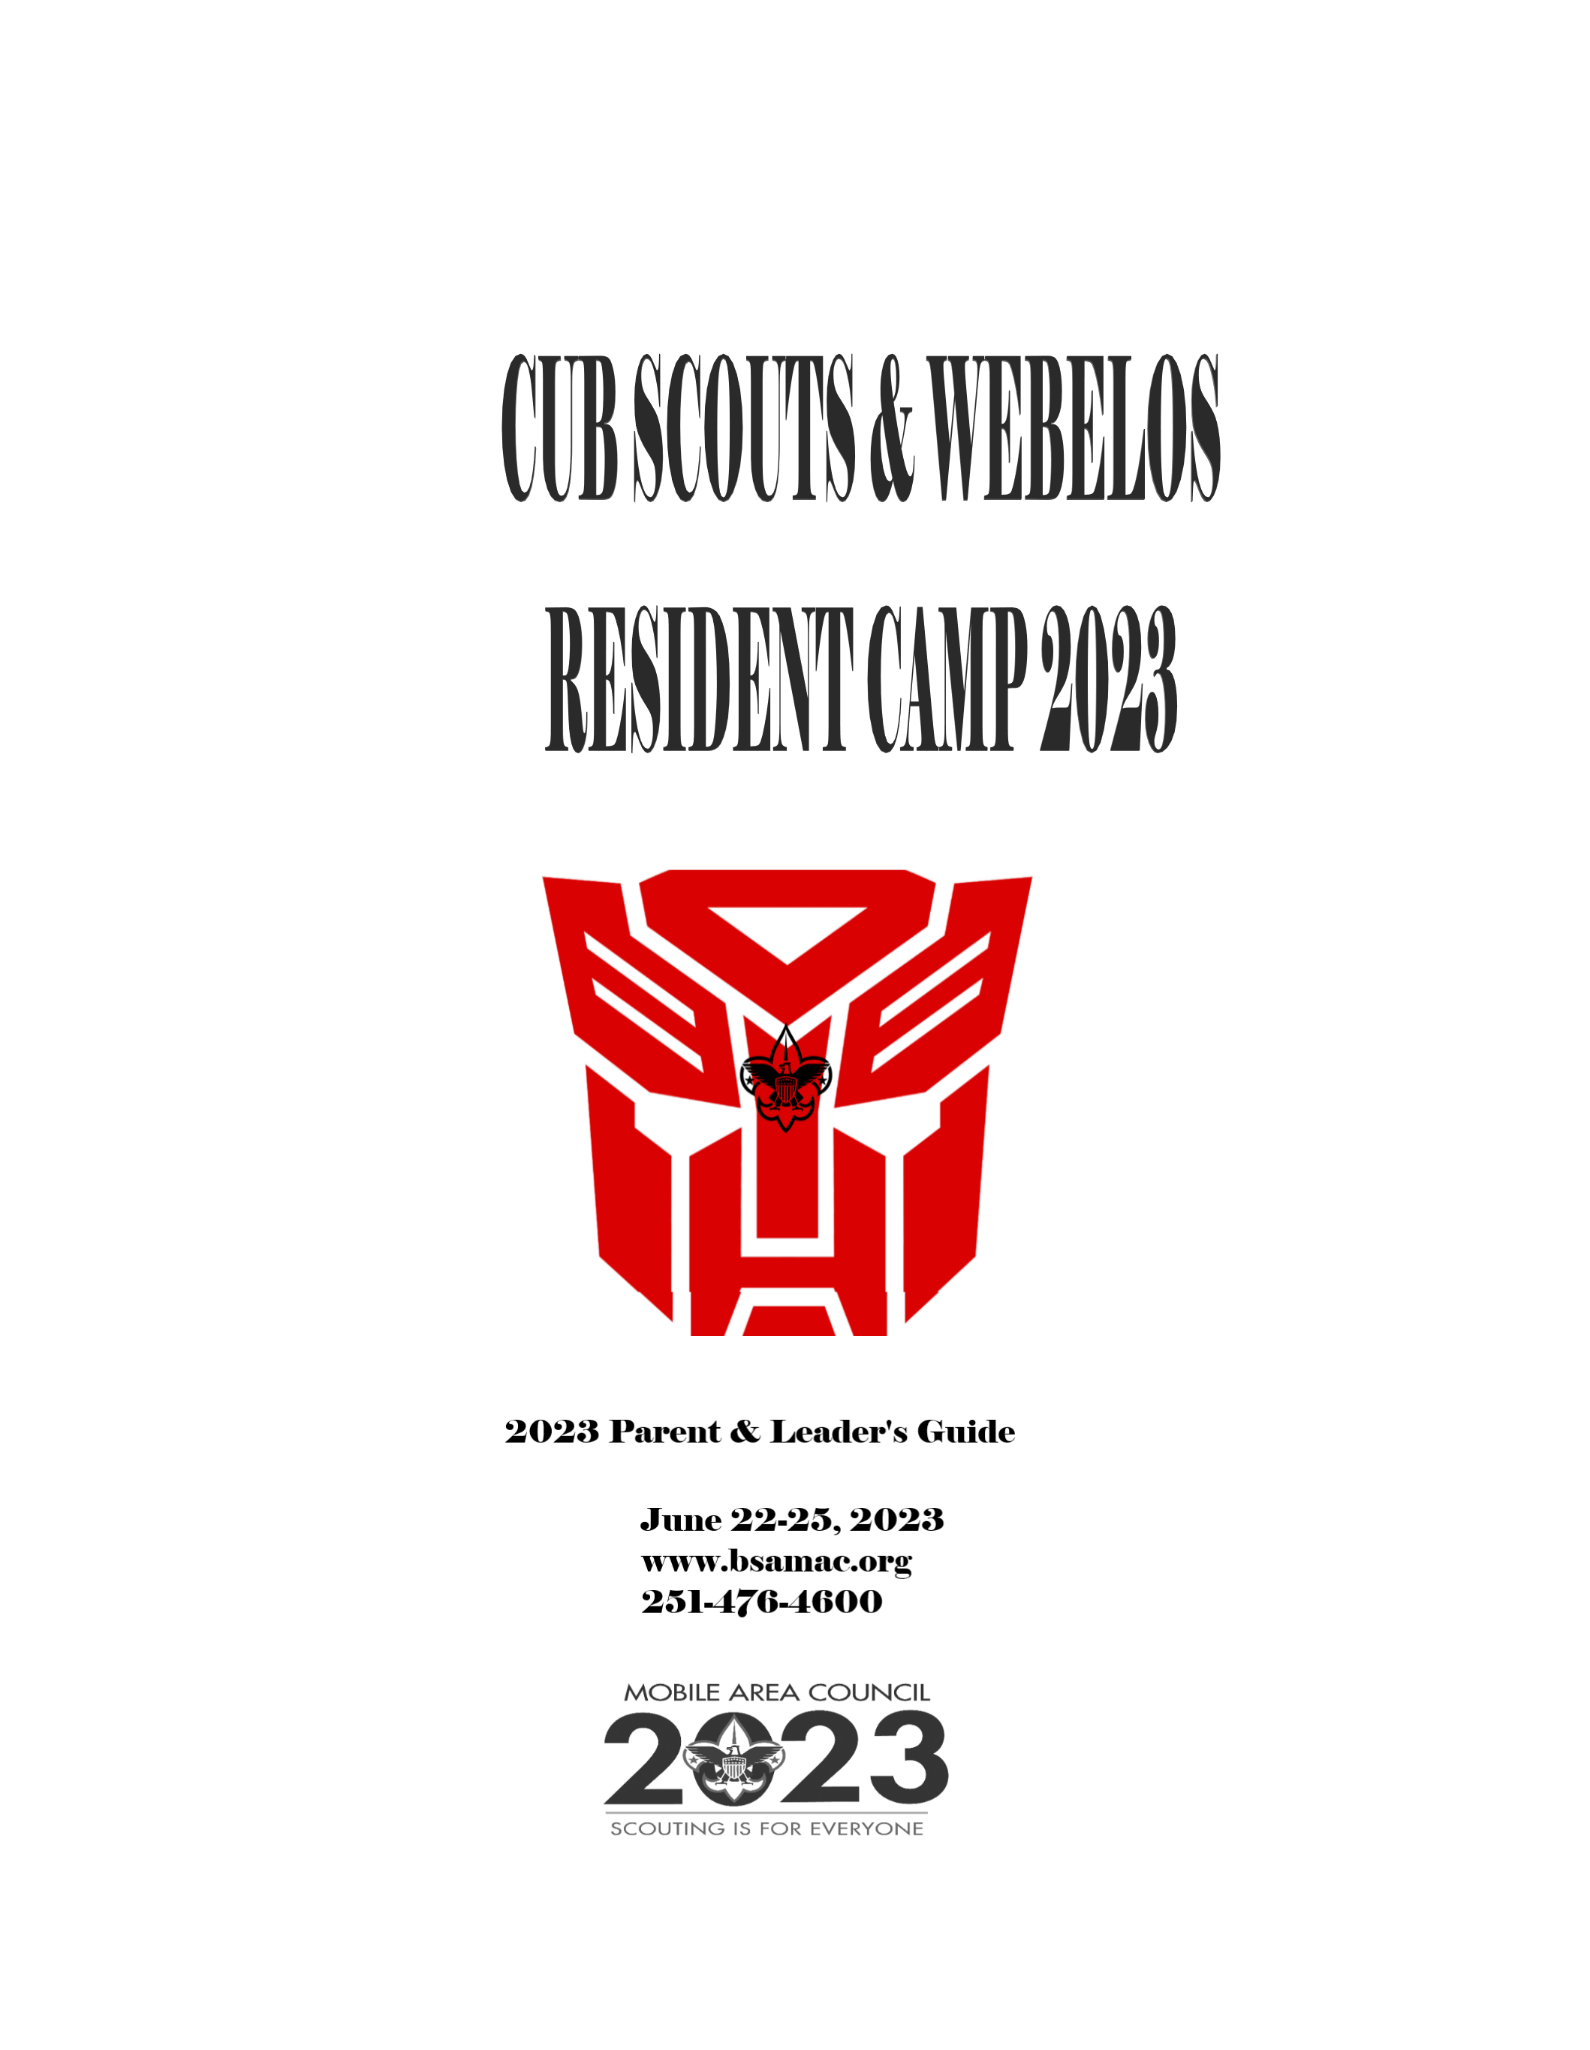 CUB SCOUTS & WEBELOS
RESIDENT CAMP 2023
2023 Parent & Leader's Guide
June 22-25, 2023
www.bsamac.org
251-476-4600
MOBILE AREA COUNCIL
2023
SCOUTING IS FOR EVERYONE